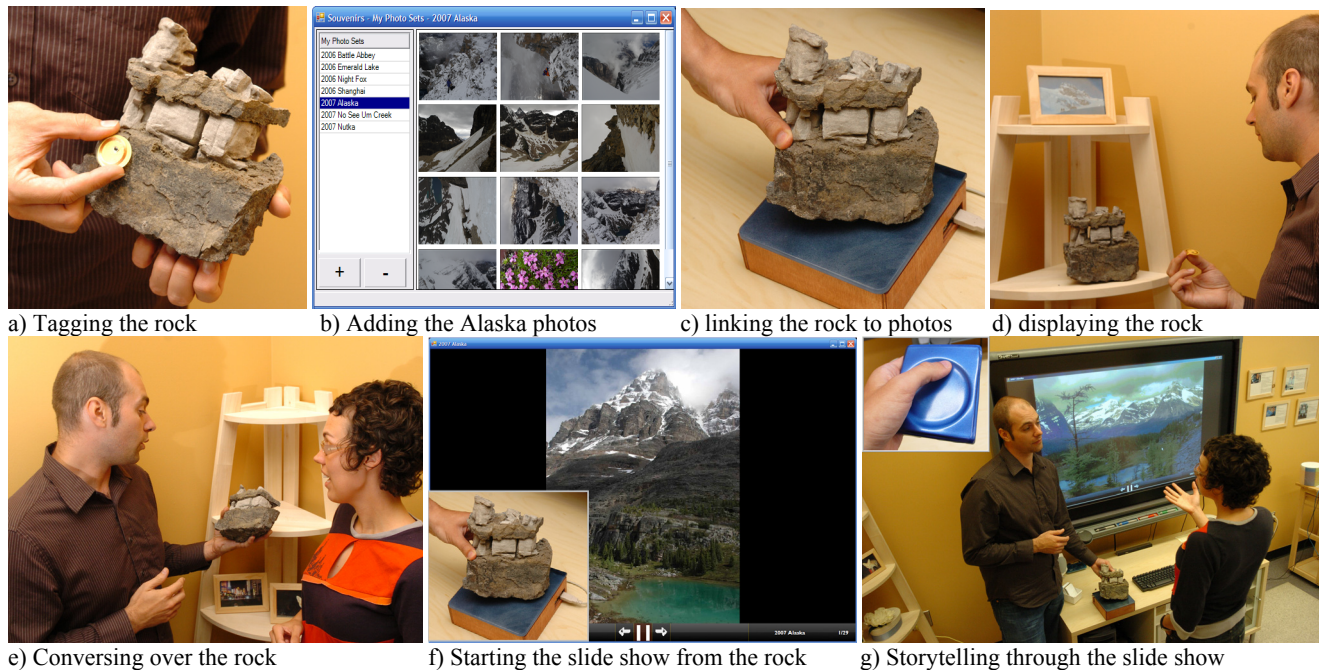 Souvenirs - My Photo Sets - 2007 Alaska
My Photo Sets
2006 Battle Abbey
2006 Emerald Lake
2006 Night Fox
2006 Shanghai
2007 Alaska
2007 No See Um Creek
2007 Nutka
+ -
a) Tagging the rock
b) Adding the Alaska photos
c) linking the rock to photos
d) displaying the rock
2007 Alaska
2007 Alaska 1/29
e) Conversing over the rock
f) Starting the slide show from the rock
g) Storytelling through the slide show